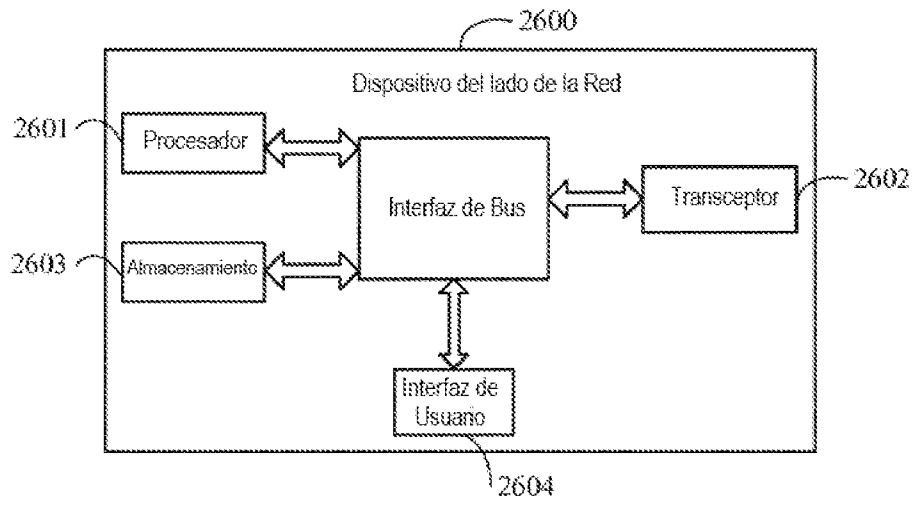 2600
Dispositivo del lado de la Red
2601
Procesador
Interfaz de Bus
Transceptor
2602
2603
Almacenamiento
Interfaz de
Usuario
2604